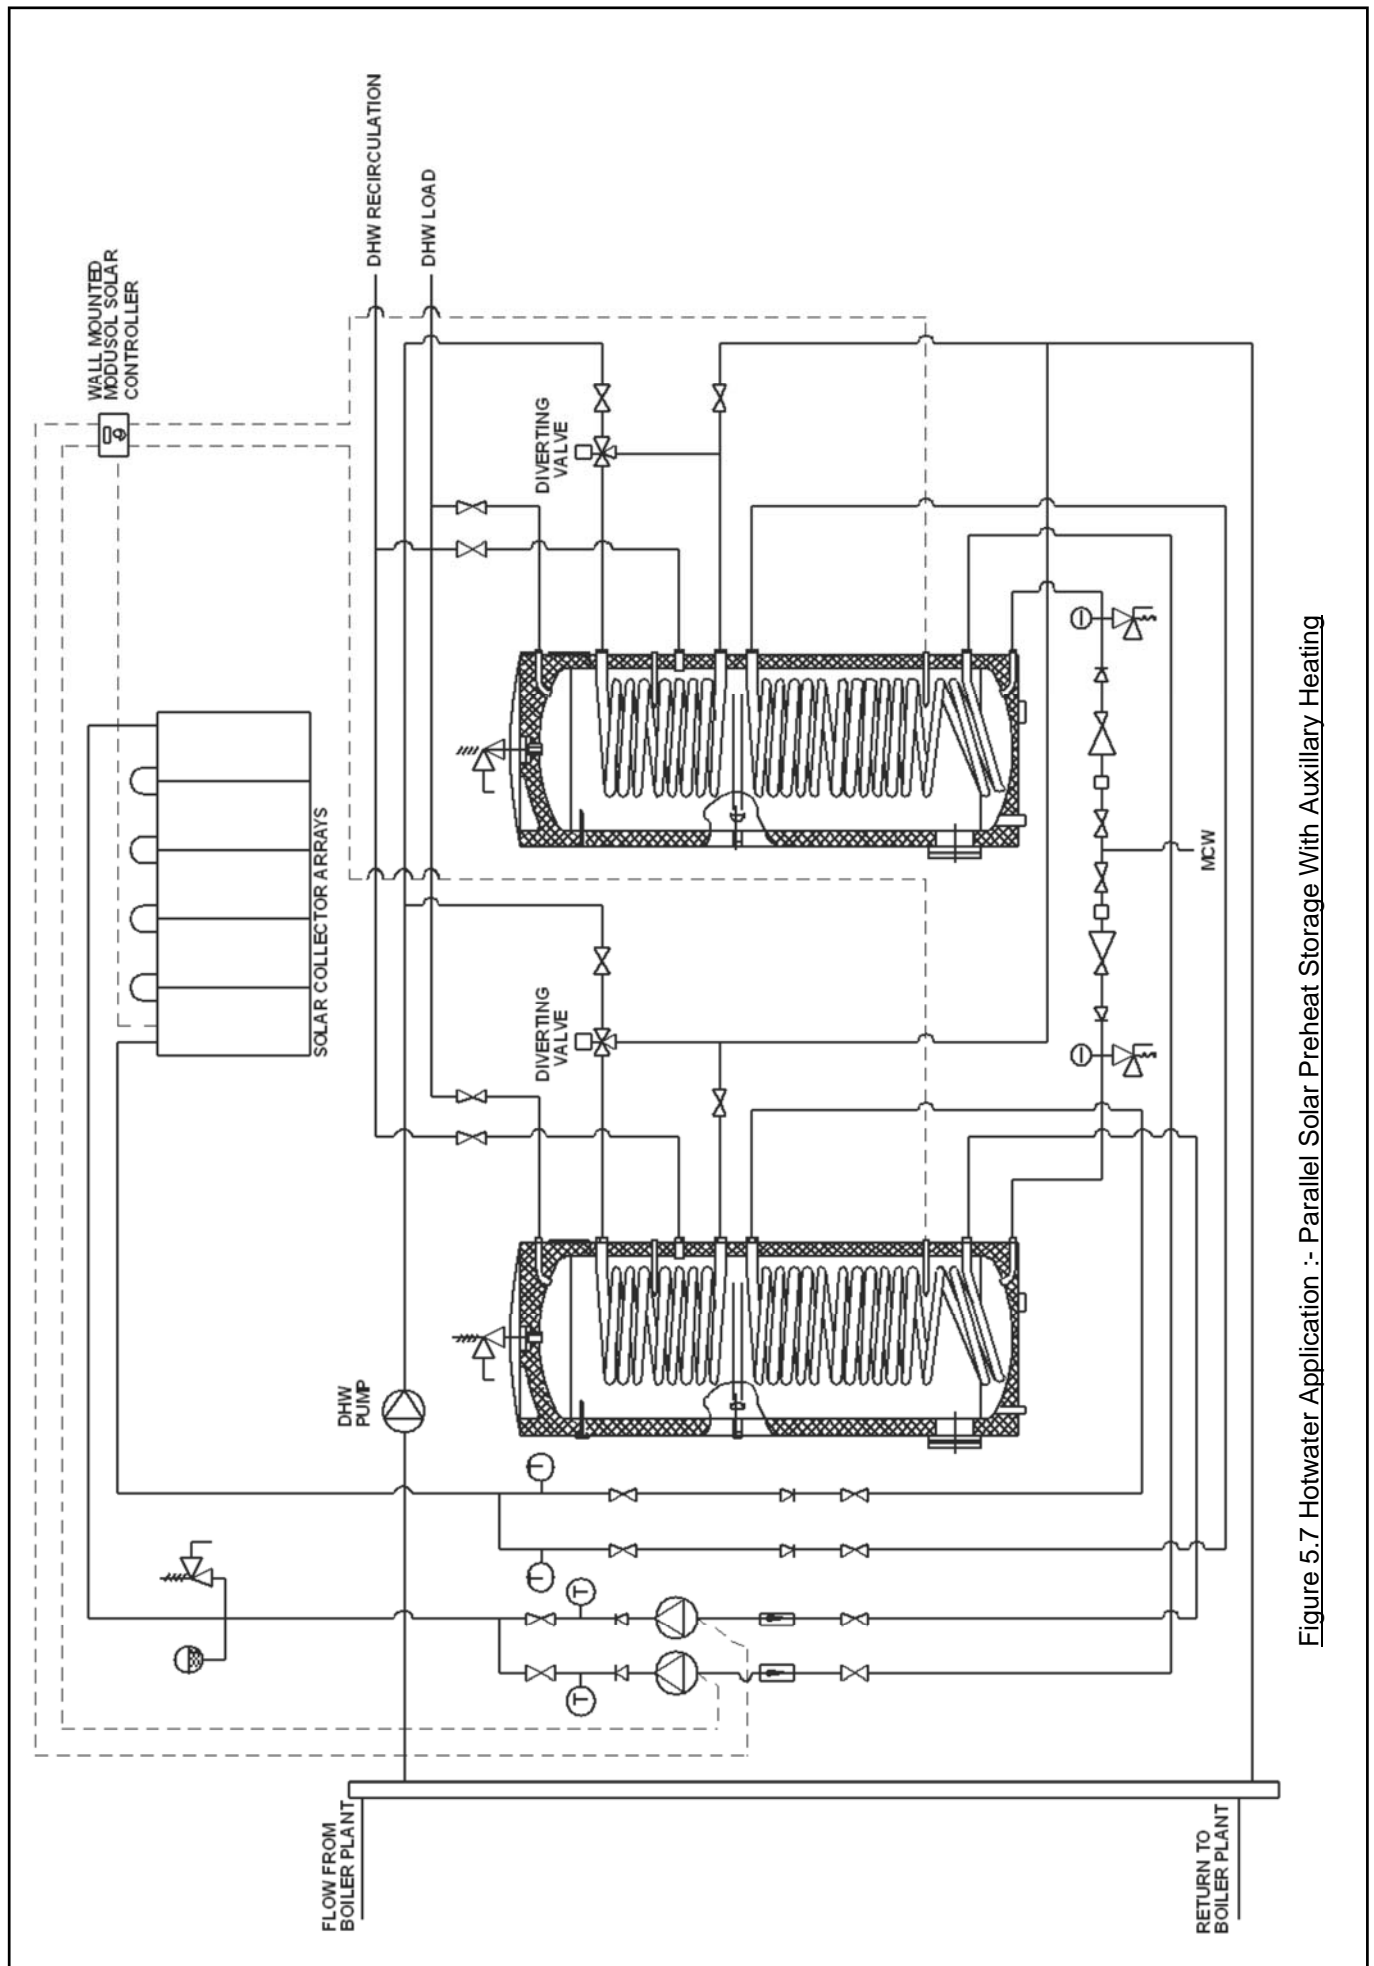 WALL MOUNTED
MODUSOL SOLAR
CONTROLLER
DHW RECIRCULATION
DHW LOAD
SOLAR COLLECTOR ARRAYS
DIVERTING
VALVE
DIVERTING
VALVE
DHW
PUMP
T
T
T
T
MCW
FLOW FROM
BOILER PLANT
RETURN TO
BOILER PLANT
Figure 5.7 Hotwater Application :- Parallel Solar Preheat Storage With Auxillary Heating